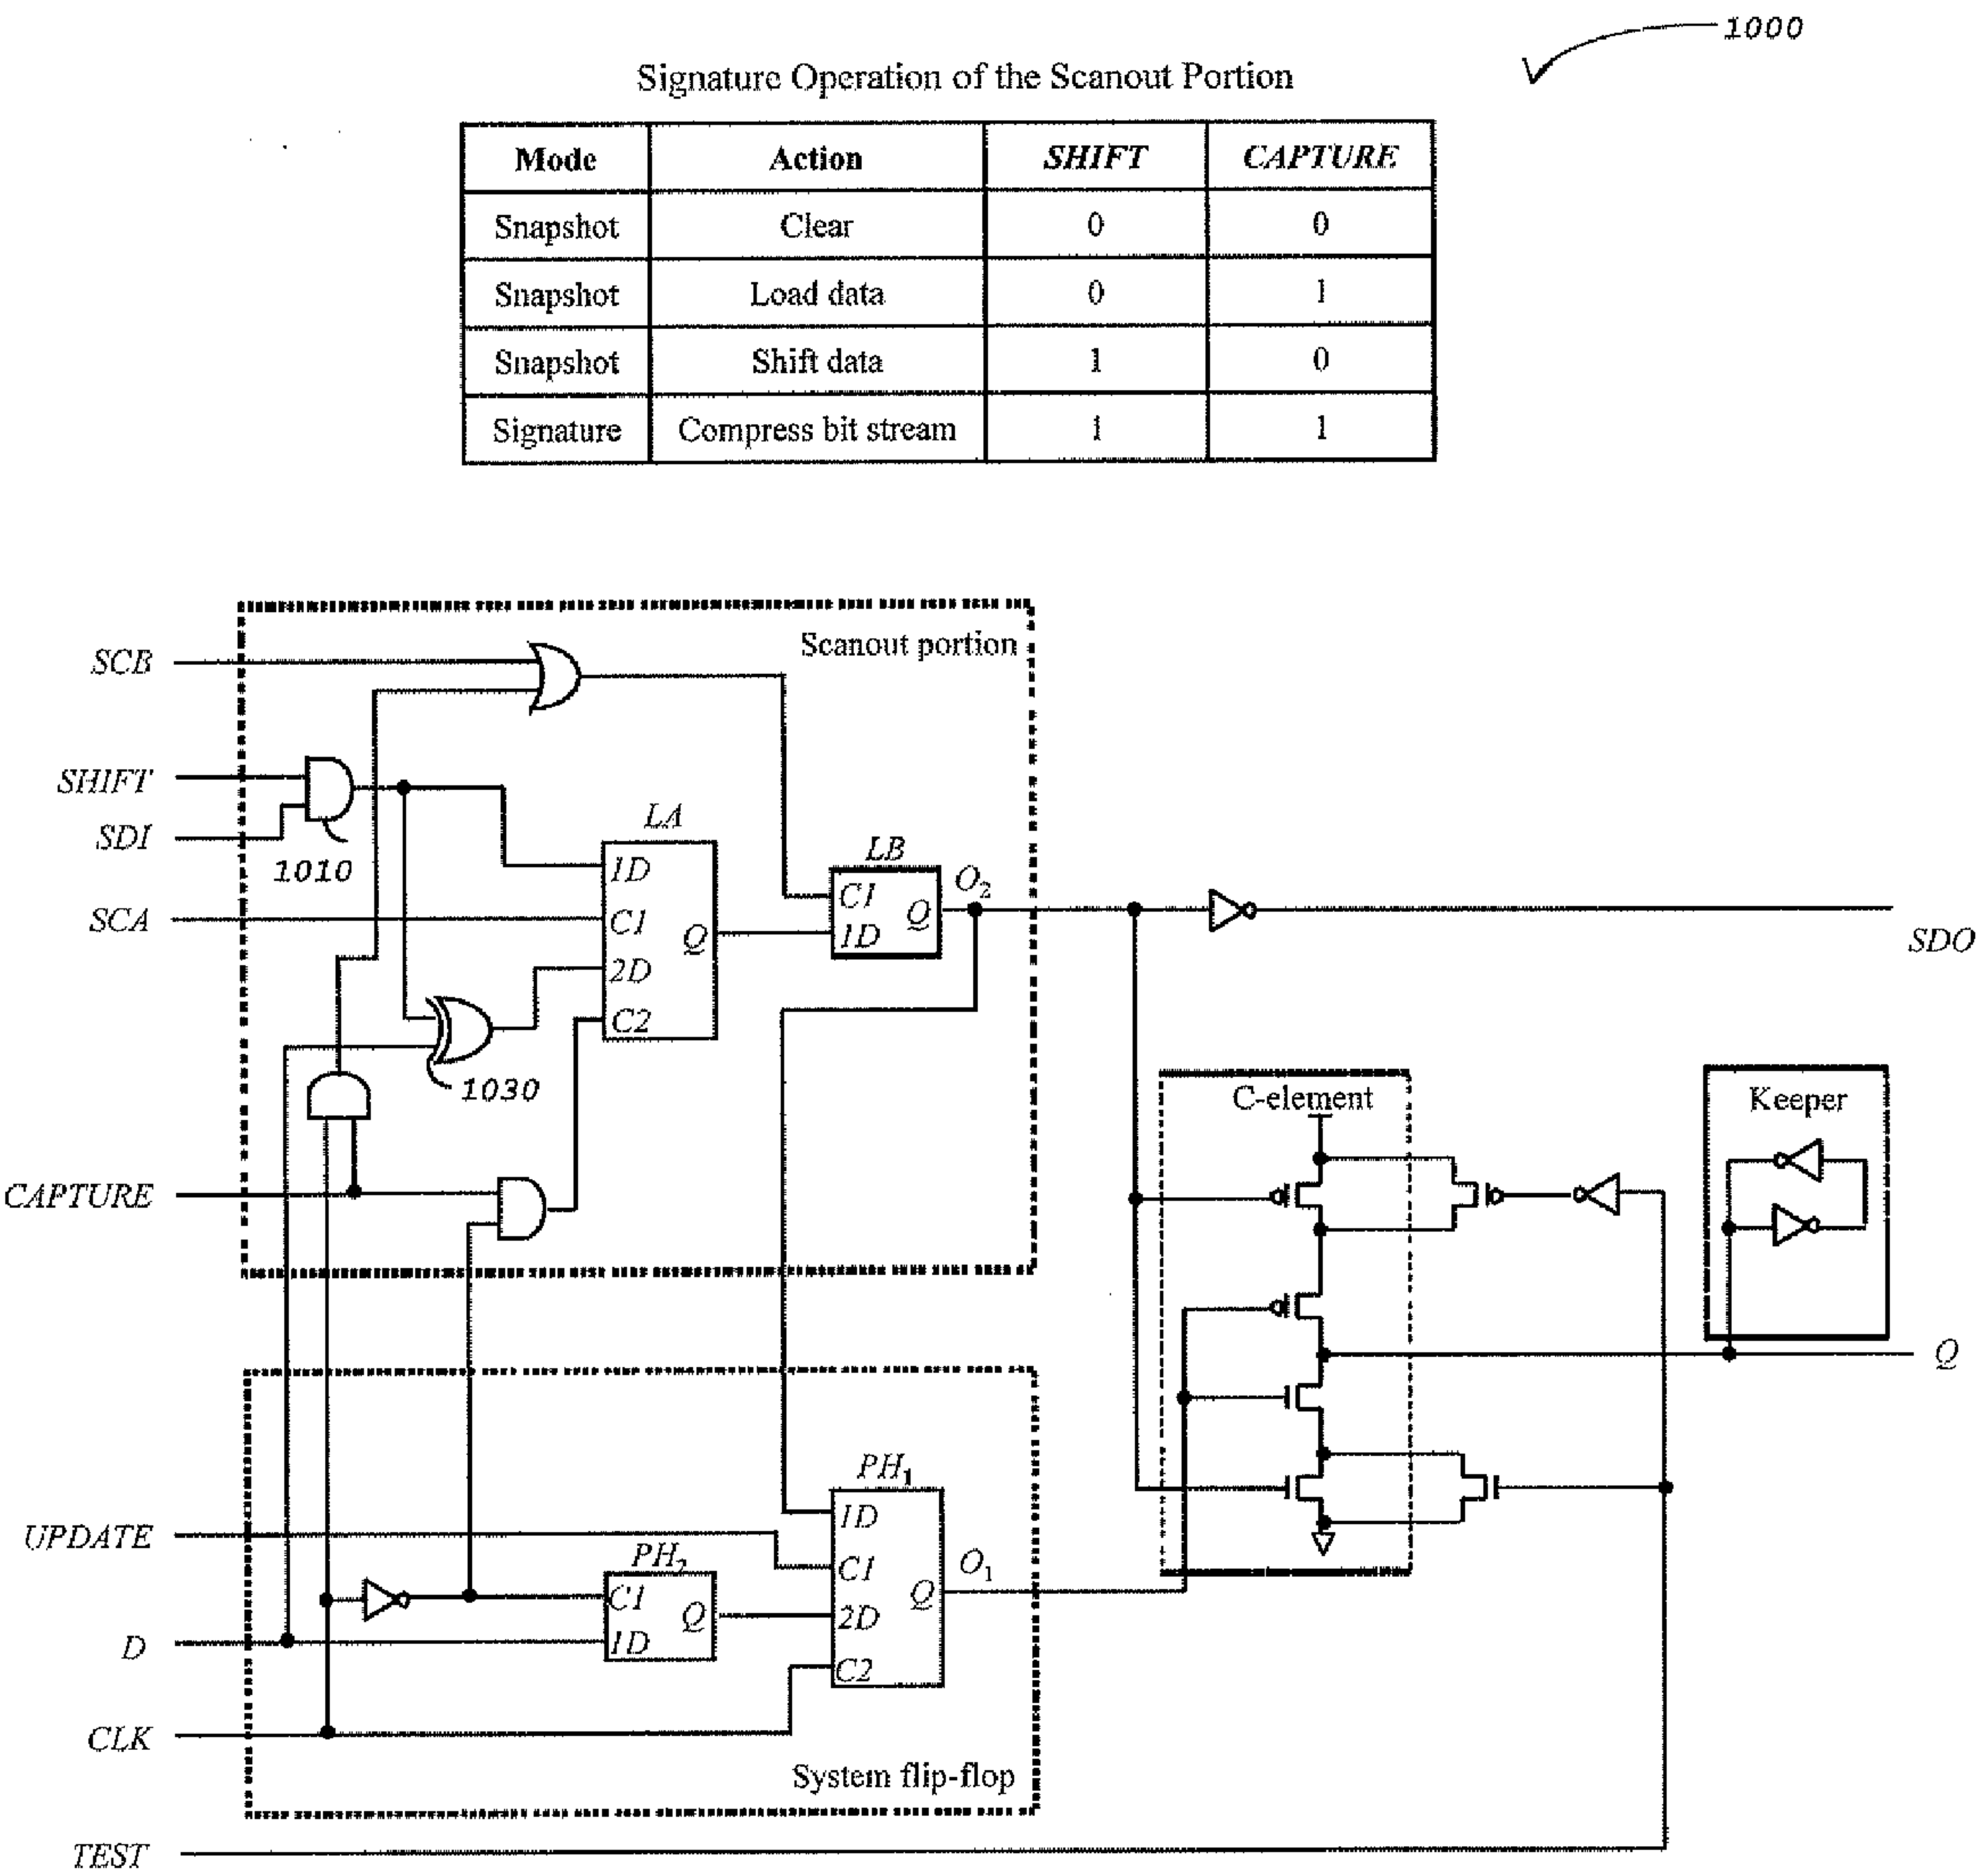 1000
Signature Operation of the Scanout Portion
Mode Action SHIFT CAPTURE
Snapshot Clear 0 0
Snapshot Load data 0 1
Snapshot Shift data 1 0
Signature Compress bit stream 1 1
Scanout portion
SCB
SHIFT
SDI
1010
SCA
LA
1D
C1
2D
C2
Q
LB
C1
1D
Q
O2
SDO
1030
CAPTURE
C-element
Keeper
Q
UPDATE
PH2
C1
1D
Q
PH1
1D
C1
2D
C2
Q
O1
D
CLK
System flip-flop
TEST